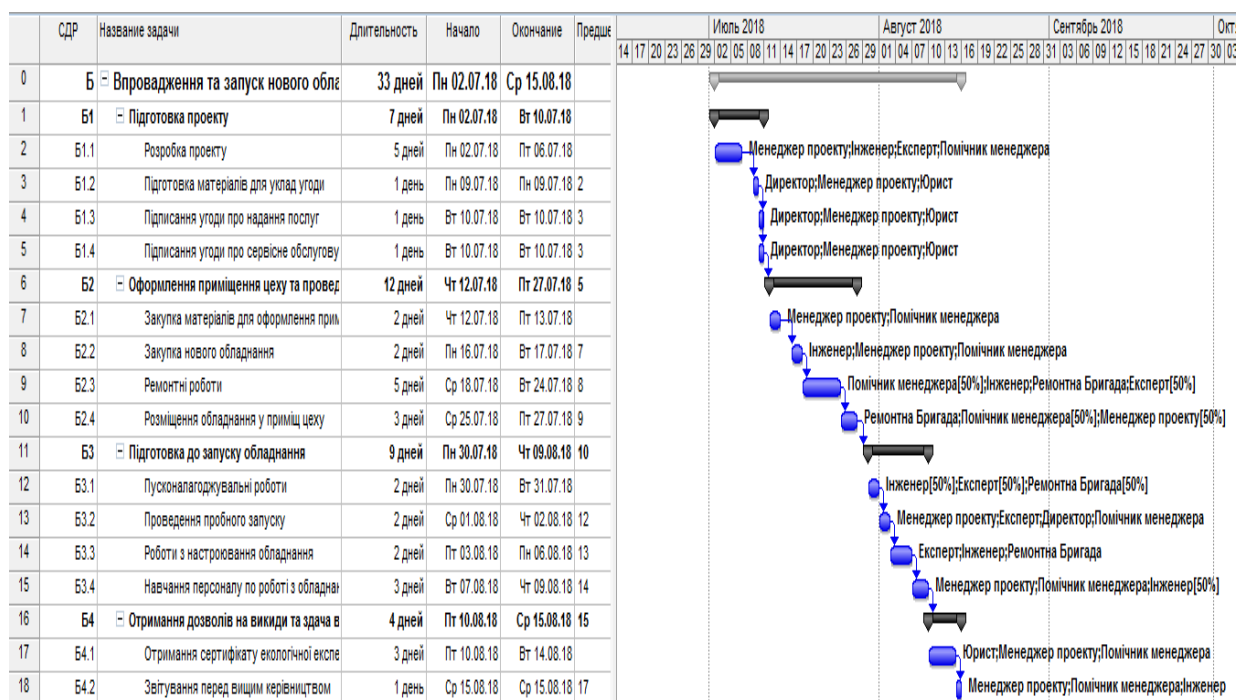 СДР Название задачи Длительность Начало Окончание Предше
Июль 2018 Август 2018 Сентябрь 2018 Окт
14 17 20 23 26 29 02 05 08 11 14 17 20 23 26 29 01 04 07 10 13 16 19 22 25 28 31 03 06 09 12 15 18 21 24 27 30 03
0 Б Впровадження та запуск нового обла 33 дней Пн 02.07.18 Ср 15.08.18
1 Б1 Підготовка проекту 7 дней Пн 02.07.18 Вт 10.07.18
2 Б1.1 Розробка проекту 5 дней Пн 02.07.18 Пт 06.07.18 Менеджер проекту;Інженер;Експерт;Помічник менеджера
3 Б1.2 Підготовка матеріалів для уклад угоди 1 день Пн 09.07.18 Пн 09.07.18 2 Директор;Менеджер проекту;Юрист
4 Б1.3 Підписання угоди про надання послуг 1 день Вт 10.07.18 Вт 10.07.18 3 Директор;Менеджер проекту;Юрист
5 Б1.4 Підписання угоди про сервісне обслугову 1 день Вт 10.07.18 Вт 10.07.18 3 Директор;Менеджер проекту;Юрист
6 Б2 Оформлення приміщення цеху та провед 12 дней Чт 12.07.18 Пт 27.07.18 5
7 Б2.1 Закупка матеріалів для оформлення прим 2 дней Чт 12.07.18 Пт 13.07.18 Менеджер проекту;Помічник менеджера
8 Б2.2 Закупка нового обладнання 2 дней Пн 16.07.18 Вт 17.07.18 7 Інженер;Менеджер проекту;Помічник менеджера
9 Б2.3 Ремонтні роботи 5 дней Ср 18.07.18 Вт 24.07.18 8 Помічник менеджера[50%];Інженер;Ремонтна Бригада;Експерт[50%]
10 Б2.4 Розміщення обладнання у приміщ цеху 3 дней Ср 25.07.18 Пт 27.07.18 9 Ремонтна Бригада;Помічник менеджера[50%];Менеджер проекту[50%]
11 Б3 Підготовка до запуску обладнання 9 дней Пн 30.07.18 Чт 09.08.18 10
12 Б3.1 Пусконалагоджувальні роботи 2 дней Пн 30.07.18 Вт 31.07.18 Інженер[50%];Експерт[50%];Ремонтна Бригада[50%]
13 Б3.2 Проведення пробного запуску 2 дней Ср 01.08.18 Чт 02.08.18 12 Менеджер проекту;Експерт;Директор;Помічник менеджера
14 Б3.3 Роботи з настроювання обладнання 2 дней Пт 03.08.18 Пн 06.08.18 13 Експерт;Інженер;Ремонтна Бригада
15 Б3.4 Навчання персоналу по роботі з обладнан 3 дней Вт 07.08.18 Чт 09.08.18 14 Менеджер проекту;Помічник менеджера;Інженер[50%]
16 Б4 Отримання дозволів на викиди та здача в 4 дней Пт 10.08.18 Ср 15.08.18 15
17 Б4.1 Отримання сертифікату екологічної експе 3 дней Пт 10.08.18 Вт 14.08.18 Юрист;Менеджер проекту;Помічник менеджера
18 Б4.2 Звітування перед вищим керівництвом 1 день Ср 15.08.18 Ср 15.08.18 17 Менеджер проекту;Помічник менеджера;Інженер